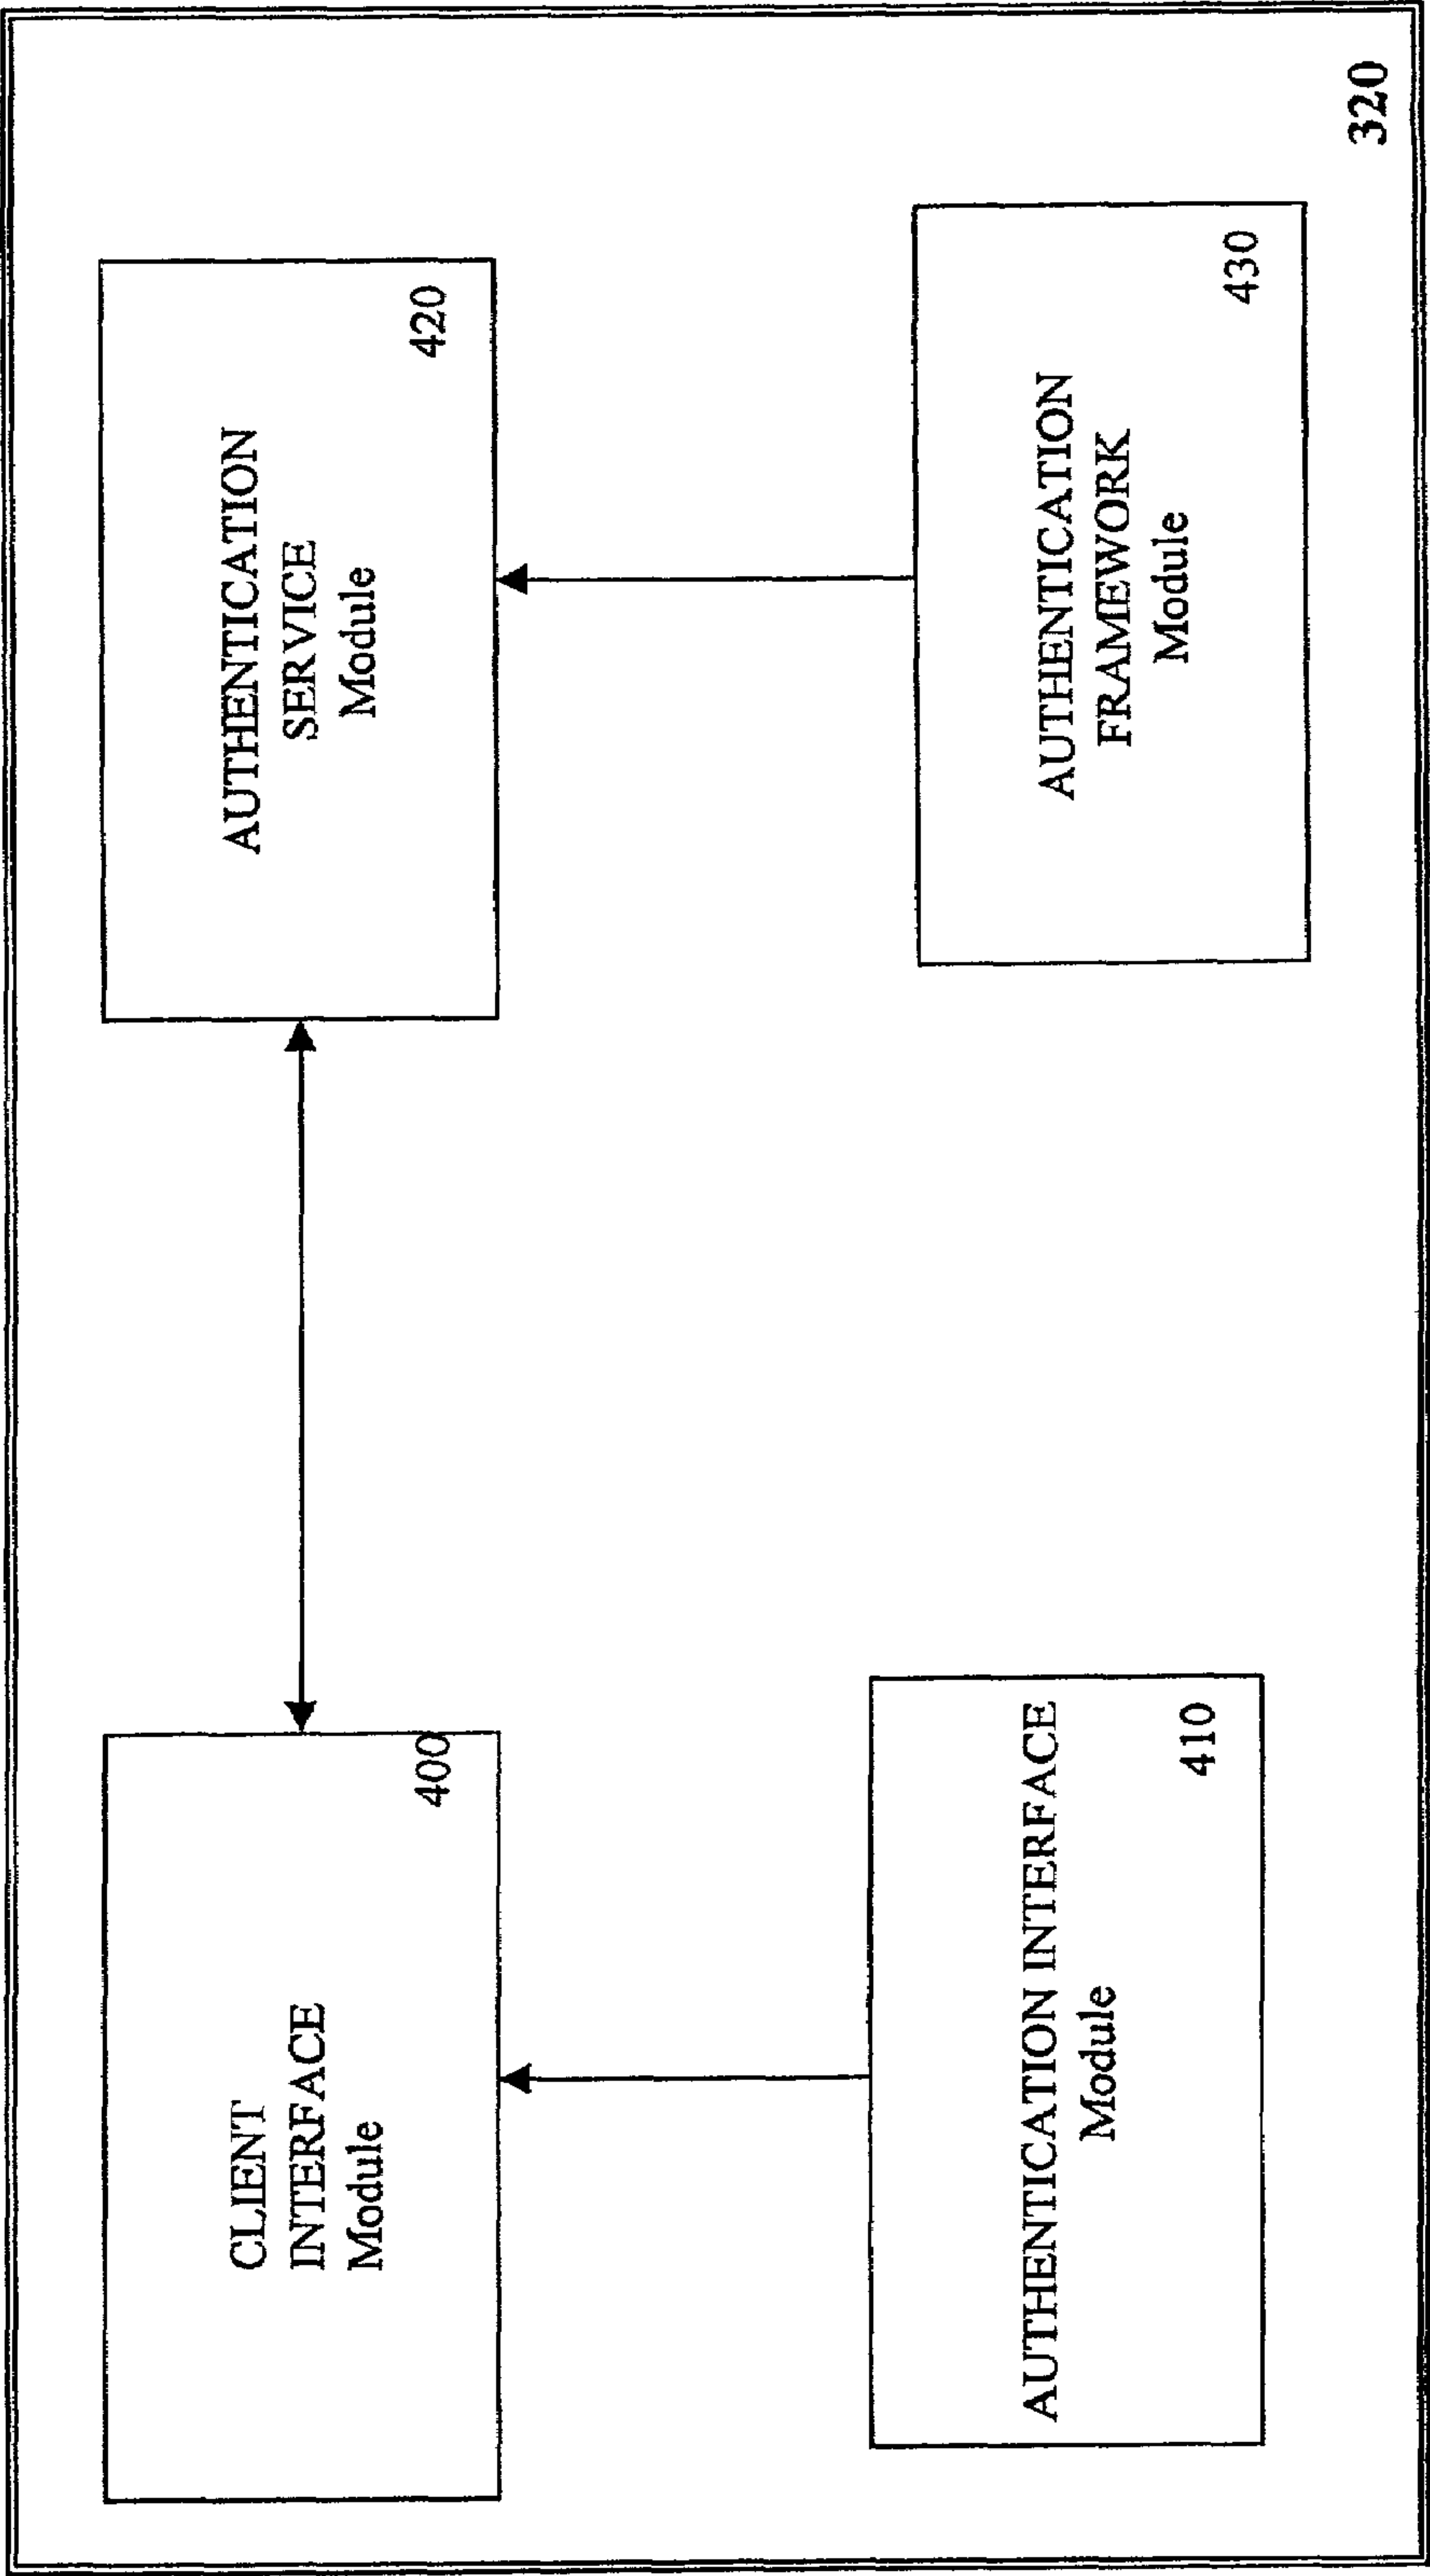 CLIENT
INTERFACE
Module
400
AUTHENTICATION
SERVICE
Module
420
AUTHENTICATION INTERFACE
Module
410
AUTHENTICATION
FRAMEWORK
Module
430
320